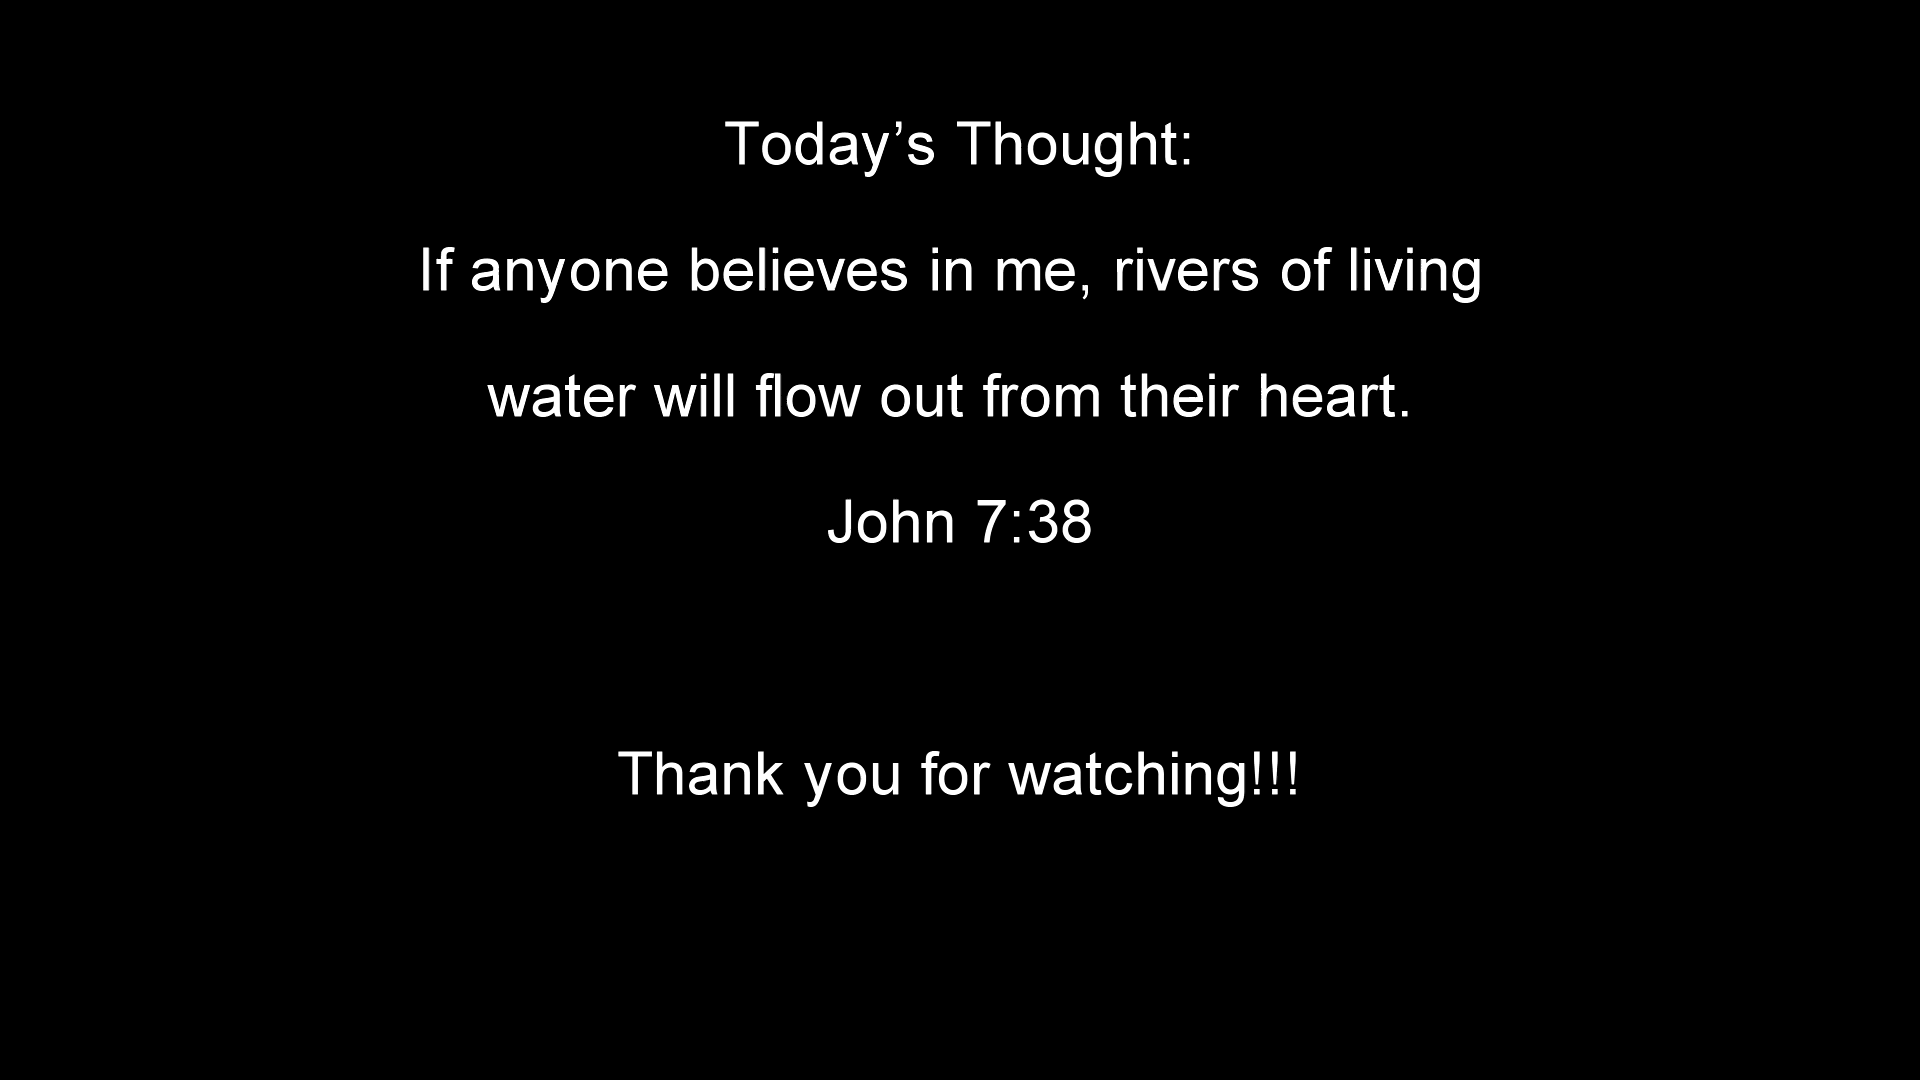 Today’s Thought:
If anyone believes in me, rivers of living
water will flow out from their heart.
John 7:38
Thank you for watching!!!